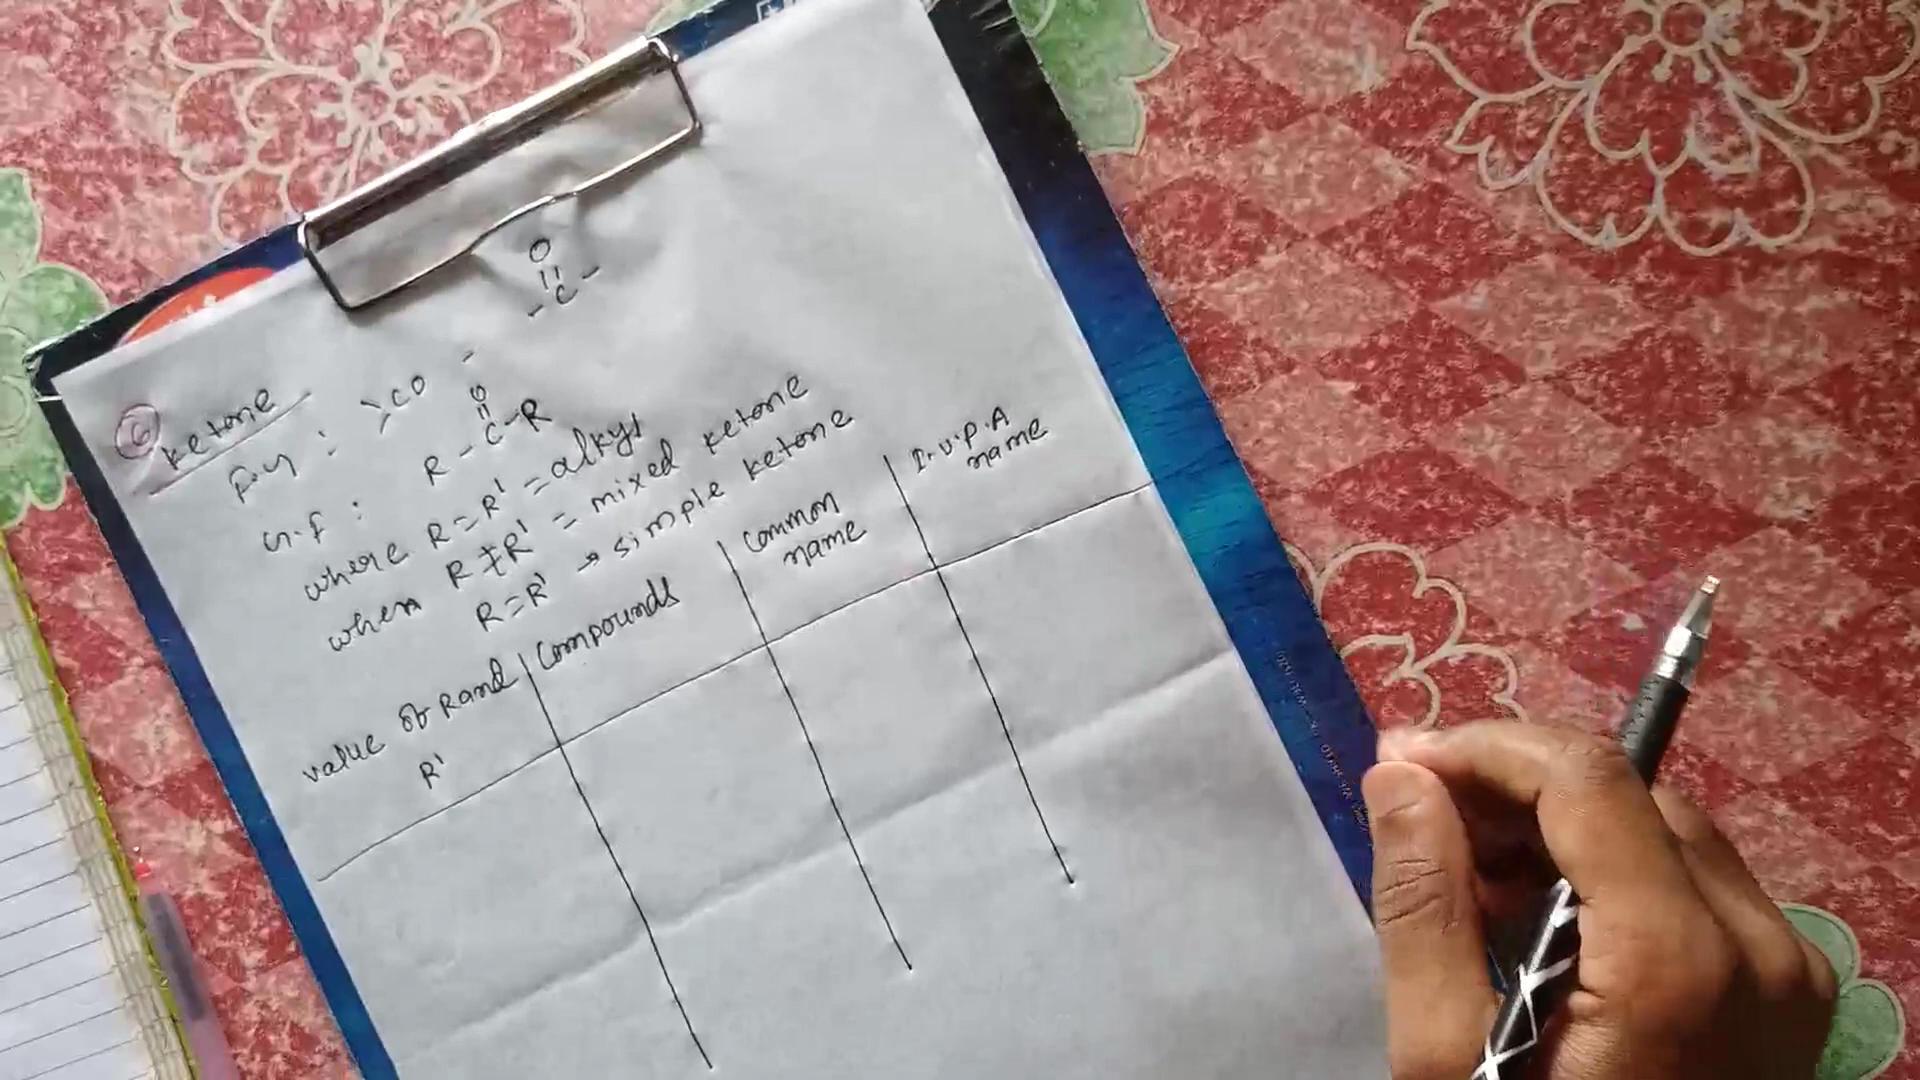 O
||
- C -
⑥ ketone
F.g : >CO -
O
||
G.f : R - C - R
where R = R' = alkyl
when R ≠ R' = mixed ketone
R = R' → simple ketone
value of R and R'
Compounds
Common name
I.U.P.A name